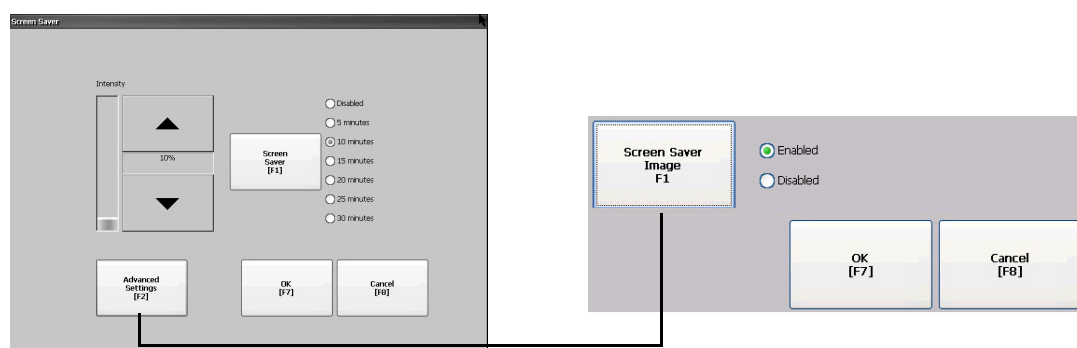 Screen Saver
Intensity
10%
Screen
Saver
[F1]
Disabled
5 minutes
10 minutes
15 minutes
20 minutes
25 minutes
30 minutes
Advanced
Settings
[F2]
OK
[F7]
Cancel
[F8]
Screen Saver
Image
F1
Enabled
Disabled
OK
[F7]
Cancel
[F8]